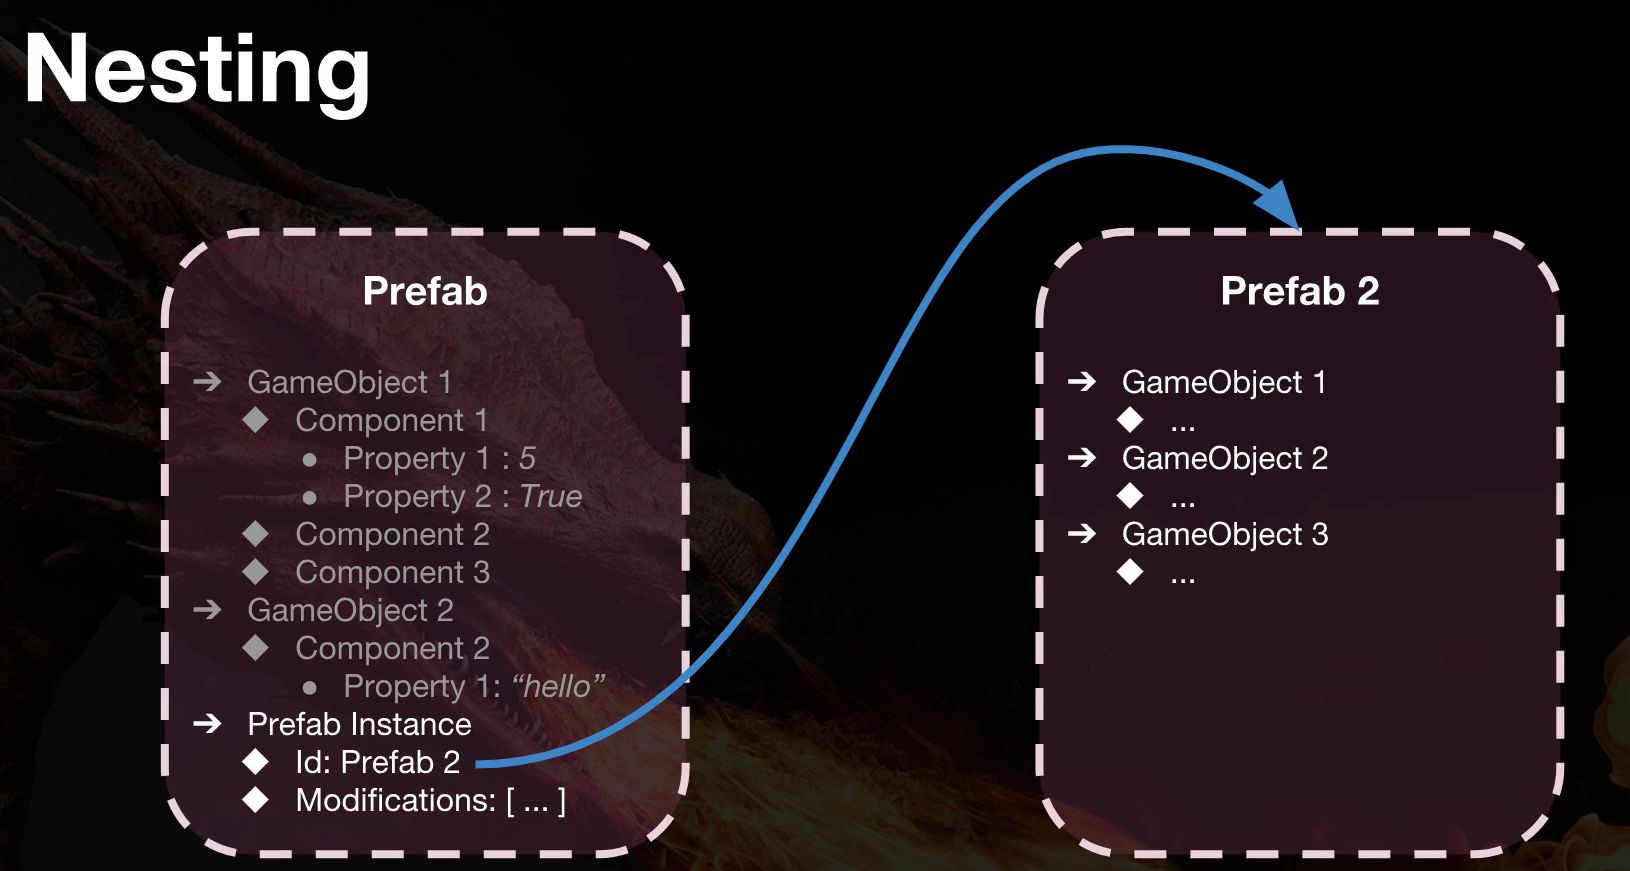 Nesting
Prefab
➔ GameObject 1
◆ Component 1
● Property 1 : 5
● Property 2 : True
◆ Component 2
◆ Component 3
➔ GameObject 2
◆ Component 2
● Property 1: “hello”
➔ Prefab Instance
◆ Id: Prefab 2
◆ Modifications: [ ... ]
Prefab 2
➔ GameObject 1
◆ ...
➔ GameObject 2
◆ ...
➔ GameObject 3
◆ ...